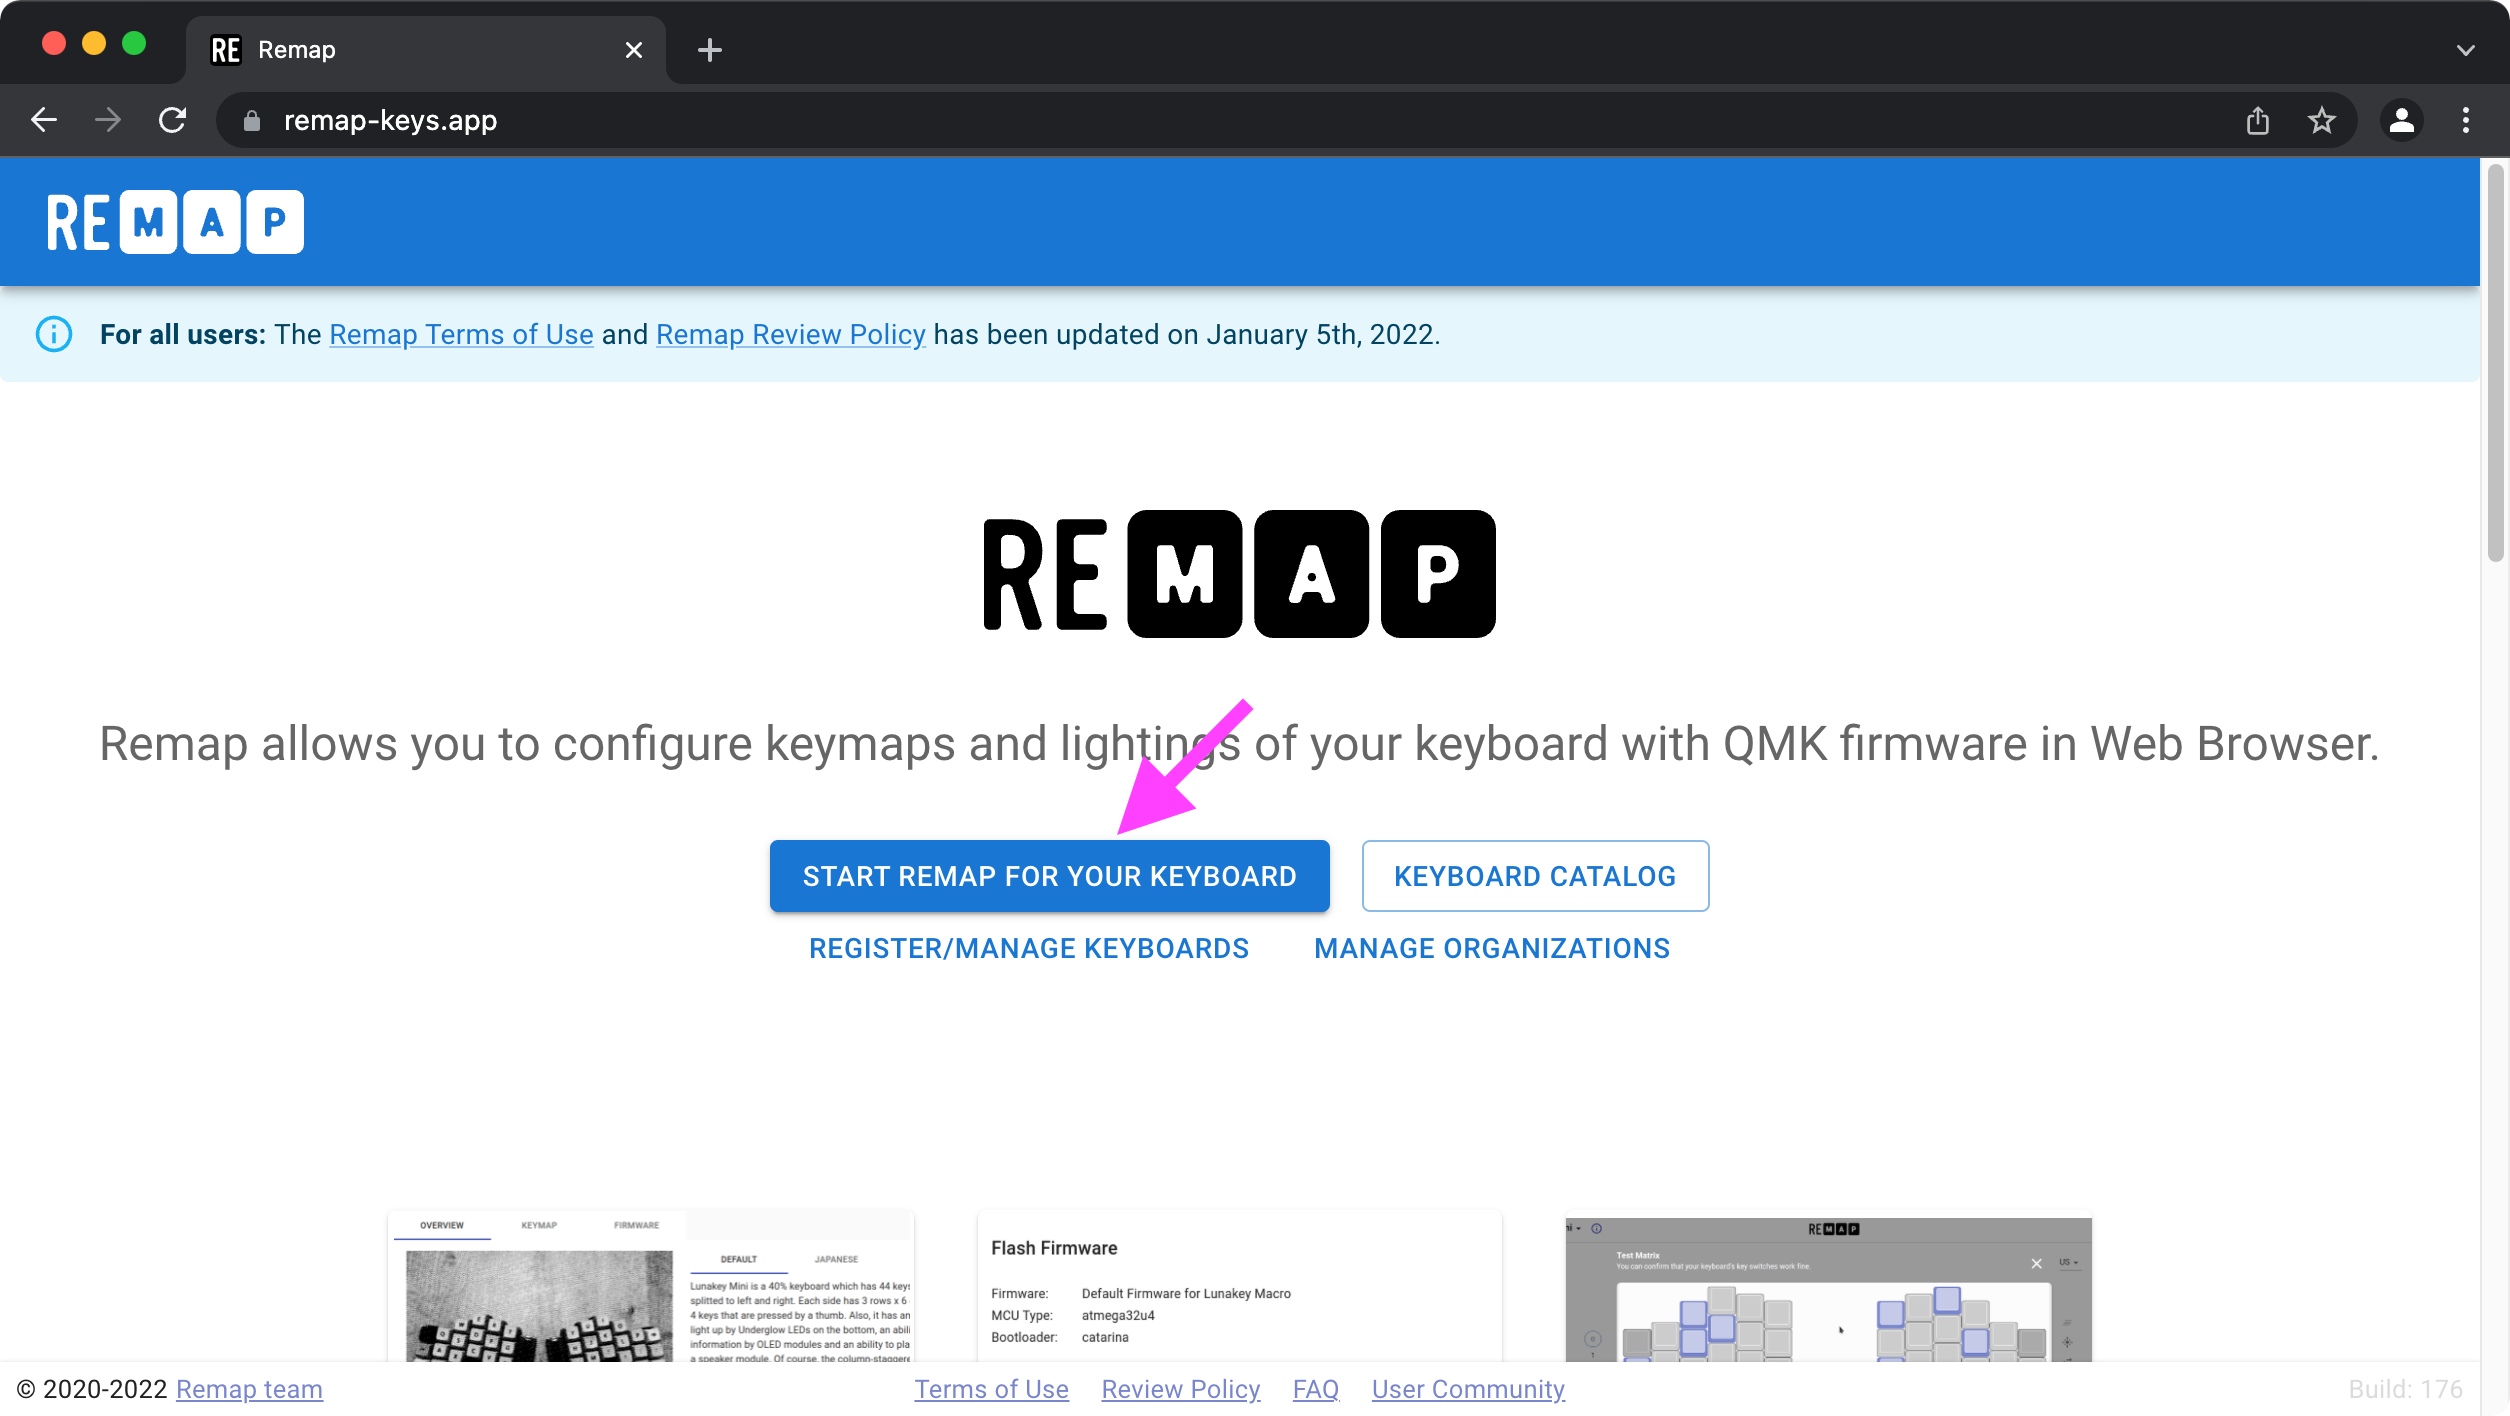 RE Remap
remap-keys.app
REMAP
For all users: The Remap Terms of Use and Remap Review Policy has been updated on January 5th, 2022.
REMAP
Remap allows you to configure keymaps and lightings of your keyboard with QMK firmware in Web Browser.
START REMAP FOR YOUR KEYBOARD KEYBOARD CATALOG
REGISTER/MANAGE KEYBOARDS MANAGE ORGANIZATIONS
OVERVIEW KEYMAP FIRMWARE
DEFAULT JAPANESE
Lunakey Mini is a 40% keyboard which has 44 keys
splitted to left and right. Each side has 3 rows x 6
4 keys that are pressed by a thumb. Also, it has an
light up by Underglow LEDs on the bottom, an abili
information by OLED modules and an ability to pla
a speaker module. Of course, the column-staggere
Flash Firmware
Firmware: Default Firmware for Lunakey Macro
MCU Type: atmega32u4
Bootloader: catarina
REMAP
Test Matrix
You can confirm that your keyboard's key switches work fine.
US
© 2020-2022 Remap team
Terms of Use Review Policy FAQ User Community
Build: 176